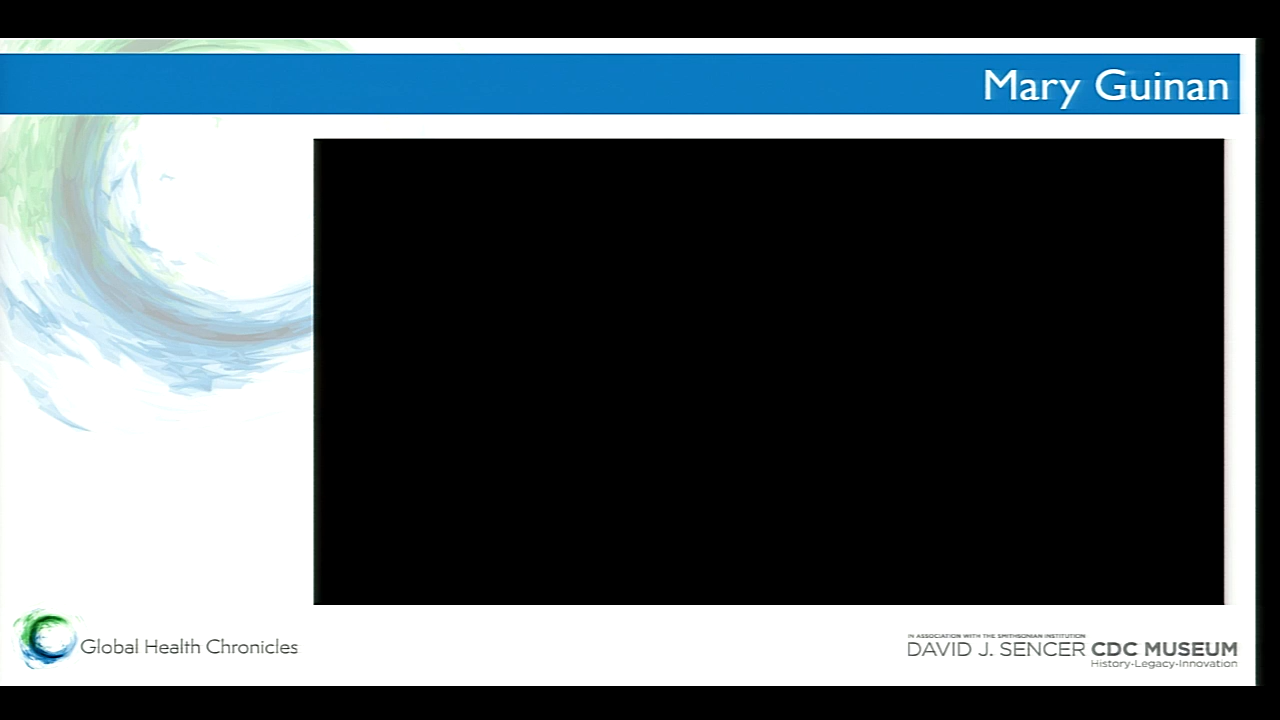 Mary Guinan
Global Health Chronicles
IN ASSOCIATION WITH THE SMITHSONIAN INSTITUTION
DAVID J. SENCER CDC MUSEUM
History-Legacy-Innovation